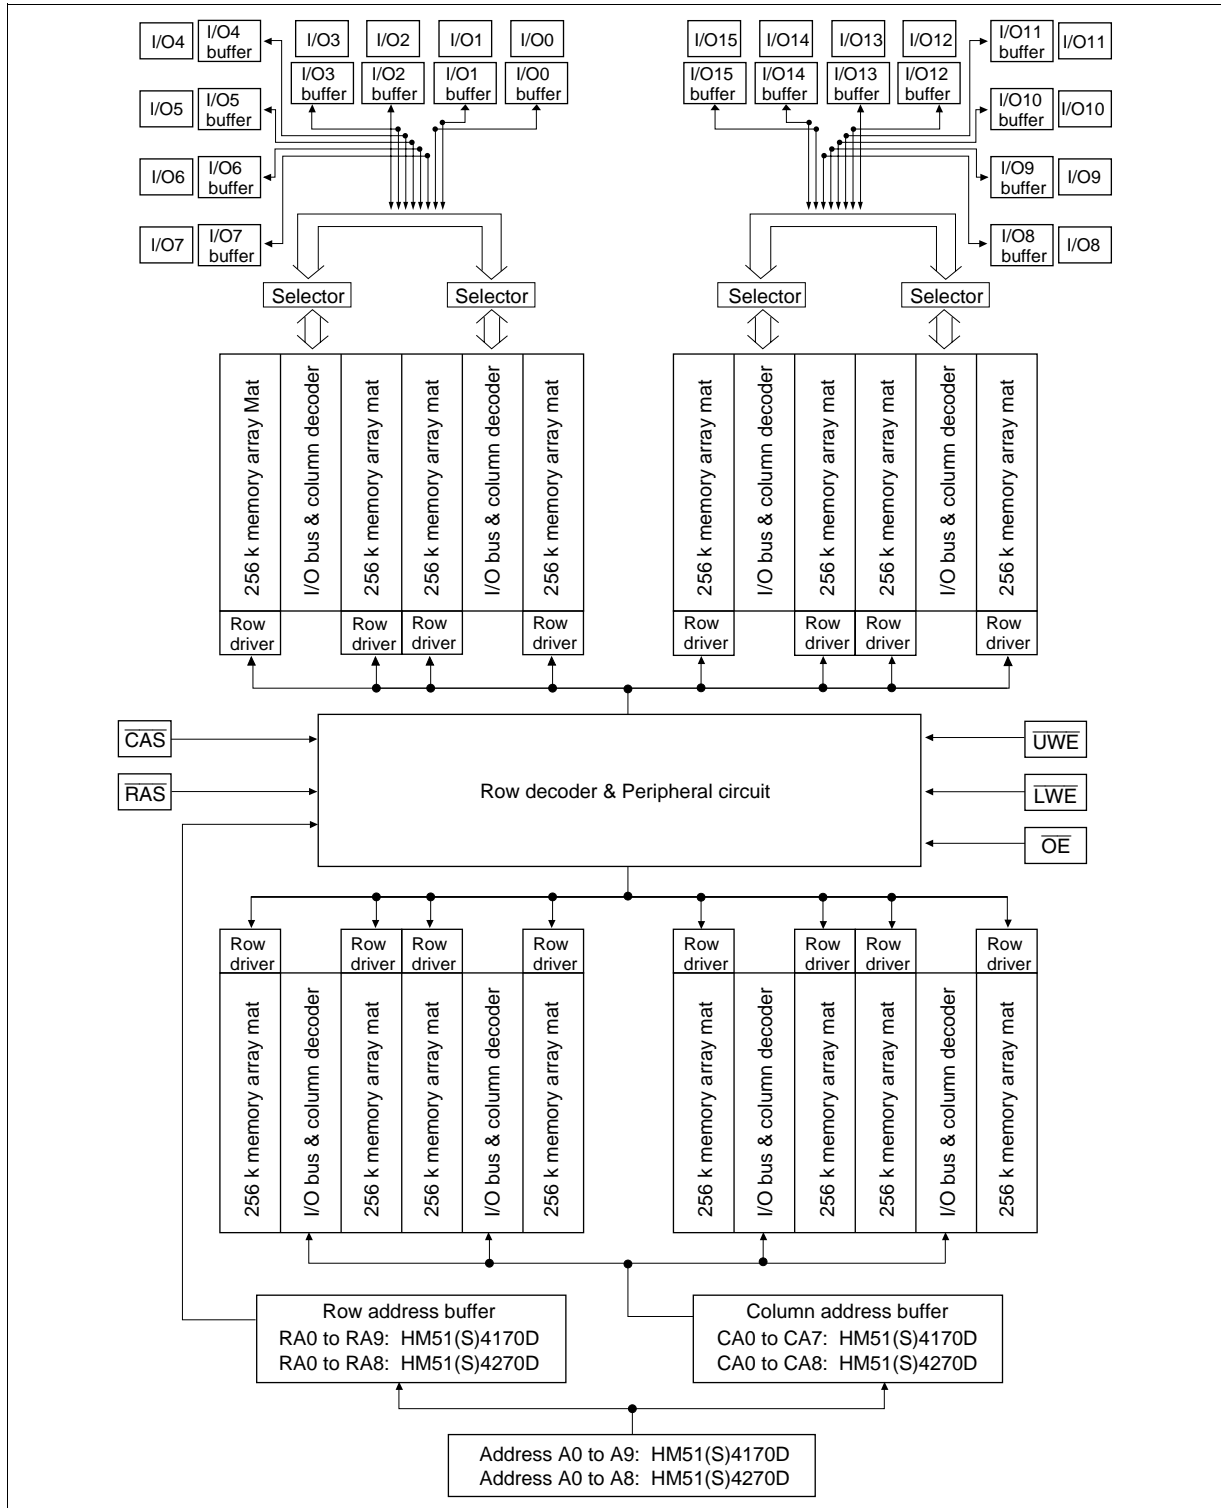 I/O4
I/O4
buffer
I/O3
I/O2
I/O1
I/O0
I/O15
I/O14
I/O13
I/O12
I/O11
buffer
I/O11
I/O3
buffer
I/O2
buffer
I/O1
buffer
I/O0
buffer
I/O15
buffer
I/O14
buffer
I/O13
buffer
I/O12
buffer
I/O5
I/O5
buffer
I/O10
buffer
I/O10
I/O6
I/O6
buffer
I/O9
buffer
I/O9
I/O7
I/O7
buffer
I/O8
buffer
I/O8
Selector
Selector
Selector
Selector
256 k memory array Mat
I/O bus & column decoder
256 k memory array mat
256 k memory array mat
I/O bus & column decoder
256 k memory array mat
256 k memory array mat
I/O bus & column decoder
256 k memory array mat
256 k memory array mat
I/O bus & column decoder
256 k memory array mat
Row
driver
Row
driver
Row
driver
Row
driver
Row
driver
Row
driver
Row
driver
Row
driver
CAS
RAS
Row decoder & Peripheral circuit
UWE
LWE
OE
Row
driver
Row
driver
Row
driver
Row
driver
Row
driver
Row
driver
Row
driver
Row
driver
256 k memory array mat
I/O bus & column decoder
256 k memory array mat
256 k memory array mat
I/O bus & column decoder
256 k memory array mat
256 k memory array mat
I/O bus & column decoder
256 k memory array mat
256 k memory array mat
I/O bus & column decoder
256 k memory array mat
Row address buffer
RA0 to RA9: HM51(S)4170D
RA0 to RA8: HM51(S)4270D
Column address buffer
CA0 to CA7: HM51(S)4170D
CA0 to CA8: HM51(S)4270D
Address A0 to A9: HM51(S)4170D
Address A0 to A8: HM51(S)4270D